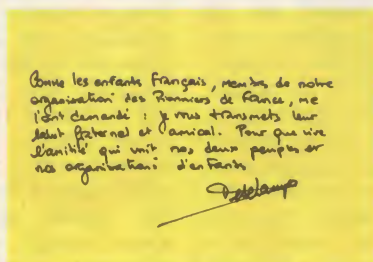 Comme les enfants français, membres de notre
organisation des Pionniers de France, me
l'ont demandé : je vous transmets leur
salut fraternel et amical. Pour que vive
l'amitié qui unit nos deux peuples et
nos organisations d'enfants